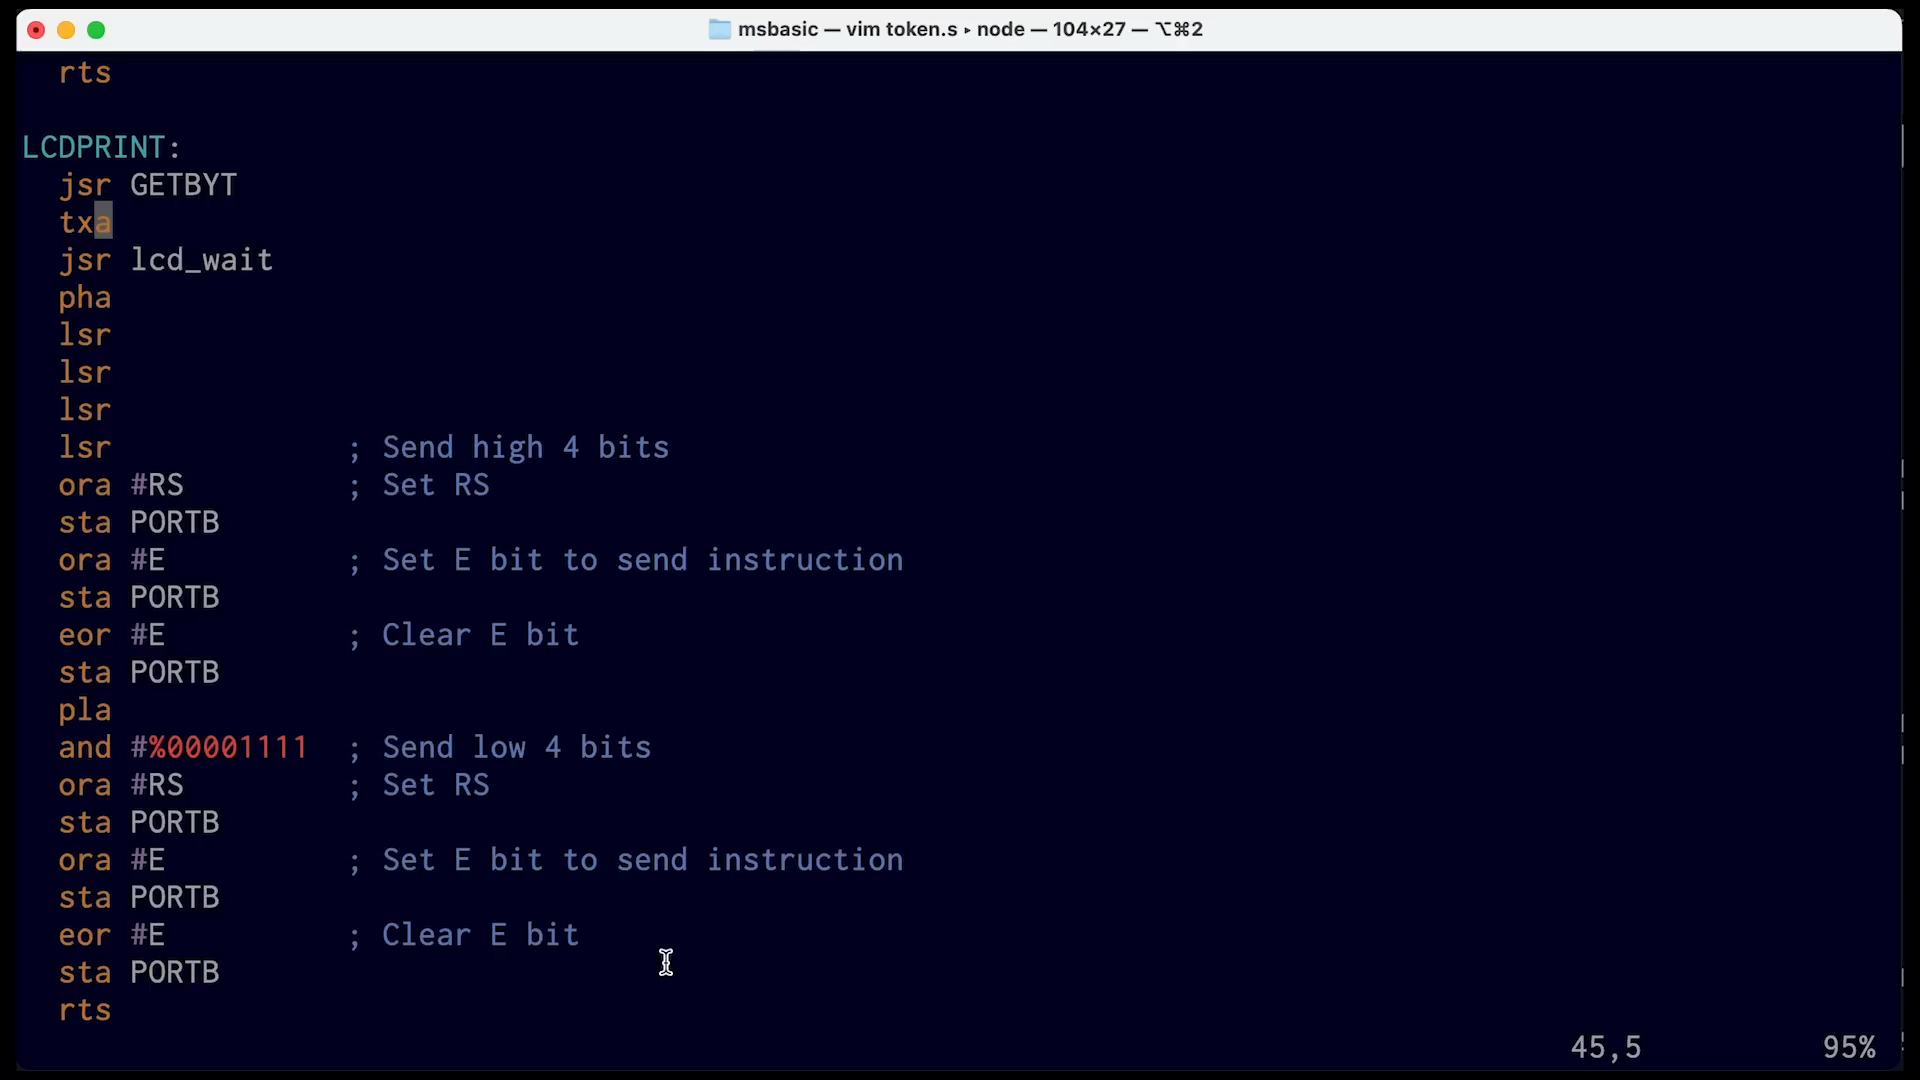 msbasic — vim token.s ▸ node — 104×27 — ⌥⌘2
rts
LCDPRINT:
jsr GETBYT
txa
jsr lcd_wait
pha
lsr
lsr
lsr
lsr ; Send high 4 bits
ora #RS ; Set RS
sta PORTB
ora #E ; Set E bit to send instruction
sta PORTB
eor #E ; Clear E bit
sta PORTB
pla
and #%00001111 ; Send low 4 bits
ora #RS ; Set RS
sta PORTB
ora #E ; Set E bit to send instruction
sta PORTB
eor #E ; Clear E bit
sta PORTB
rts
45,5 95%